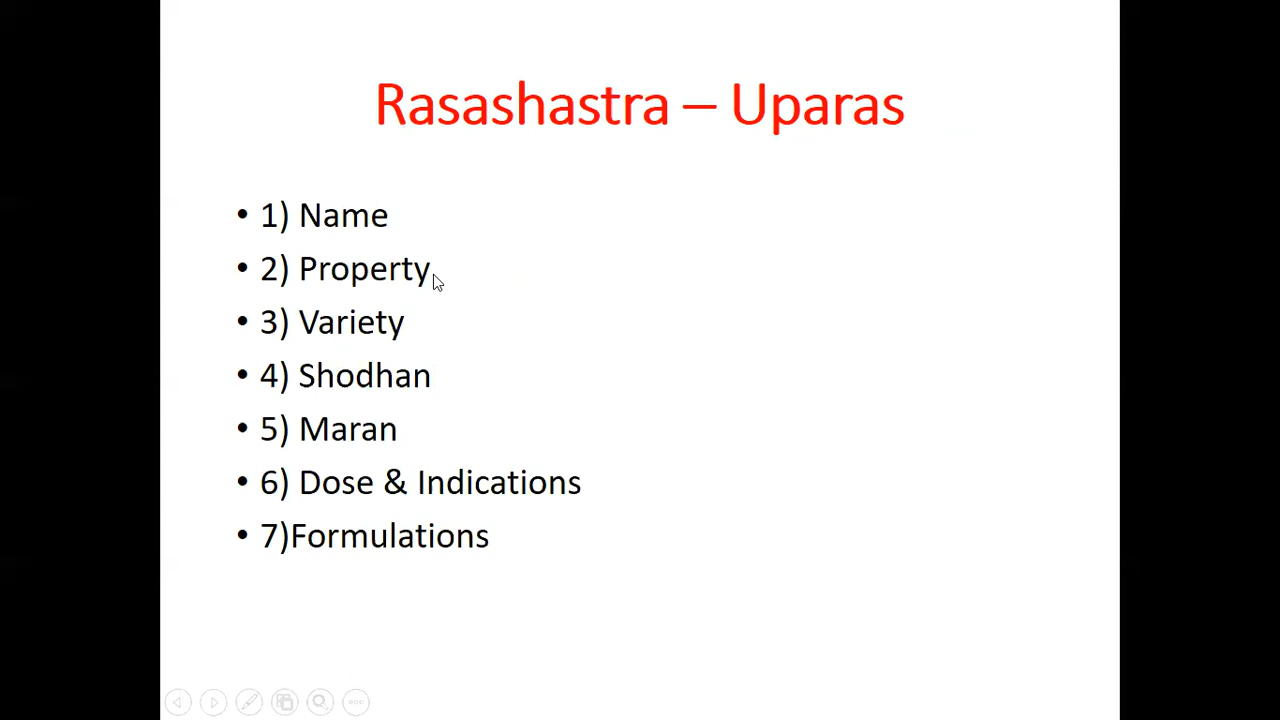 Rasashastra – Uparas
• 1) Name
• 2) Property
• 3) Variety
• 4) Shodhan
• 5) Maran
• 6) Dose & Indications
• 7)Formulations